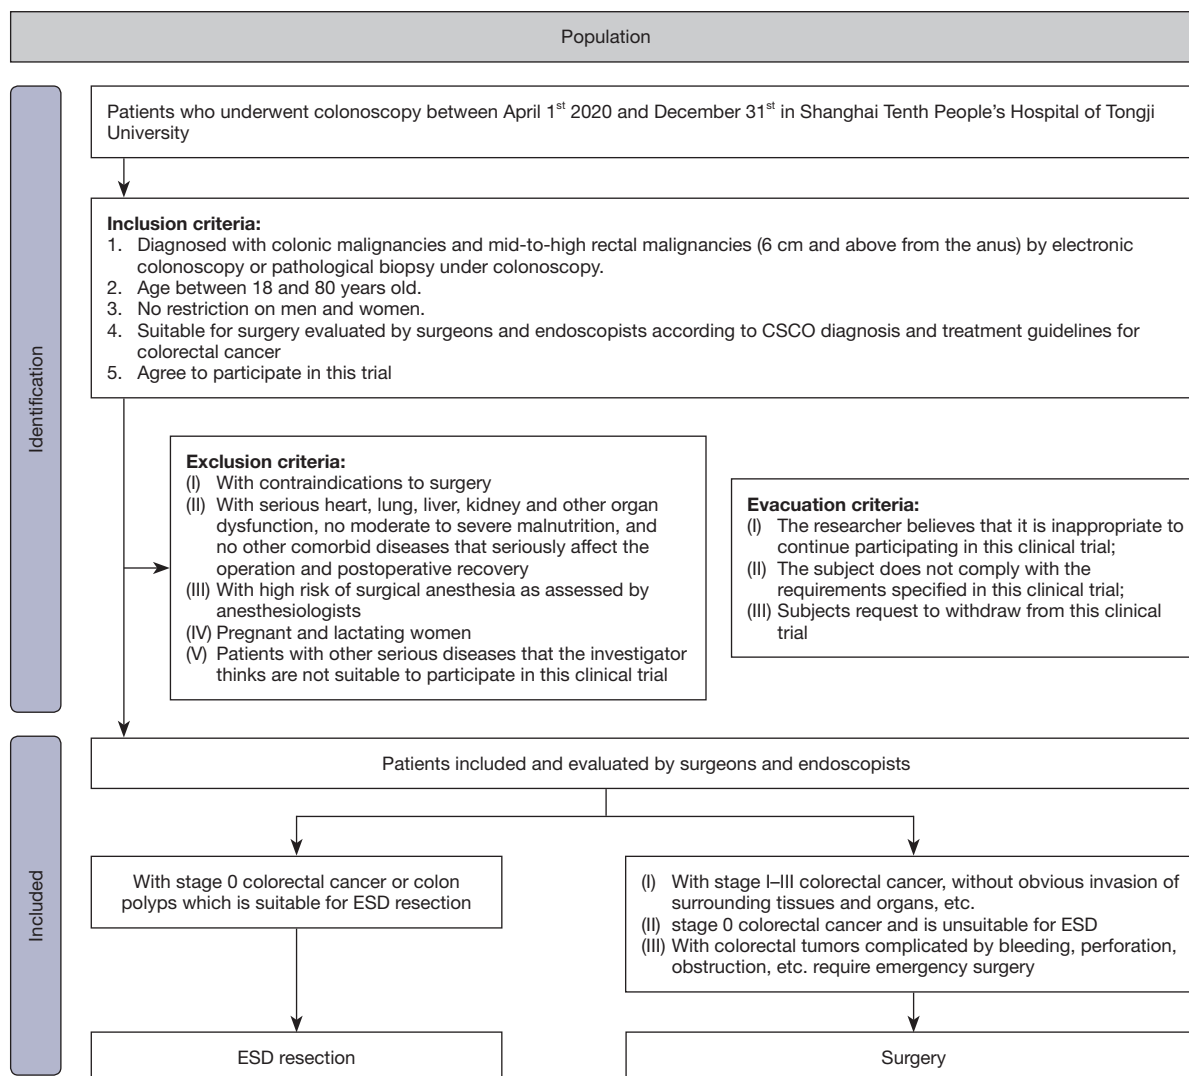 Population
Identification
Patients who underwent colonoscopy between April 1st 2020 and December 31st in Shanghai Tenth People's Hospital of Tongji
University
Inclusion criteria:
1. Diagnosed with colonic malignancies and mid-to-high rectal malignancies (6 cm and above from the anus) by electronic
colonoscopy or pathological biopsy under colonoscopy.
2. Age between 18 and 80 years old.
3. No restriction on men and women.
4. Suitable for surgery evaluated by surgeons and endoscopists according to CSCO diagnosis and treatment guidelines for
colorectal cancer
5. Agree to participate in this trial
Exclusion criteria:
(I) With contraindications to surgery
(II) With serious heart, lung, liver, kidney and other organ
dysfunction, no moderate to severe malnutrition, and
no other comorbid diseases that seriously affect the
operation and postoperative recovery
(III) With high risk of surgical anesthesia as assessed by
anesthesiologists
(IV) Pregnant and lactating women
(V) Patients with other serious diseases that the investigator
thinks are not suitable to participate in this clinical trial
Evacuation criteria:
(I) The researcher believes that it is inappropriate to
continue participating in this clinical trial;
(II) The subject does not comply with the
requirements specified in this clinical trial;
(III) Subjects request to withdraw from this clinical
trial
Included
Patients included and evaluated by surgeons and endoscopists
With stage 0 colorectal cancer or colon
polyps which is suitable for ESD resection
(I) With stage I–III colorectal cancer, without obvious invasion of
surrounding tissues and organs, etc.
(II) stage 0 colorectal cancer and is unsuitable for ESD
(III) With colorectal tumors complicated by bleeding, perforation,
obstruction, etc. require emergency surgery
ESD resection
Surgery